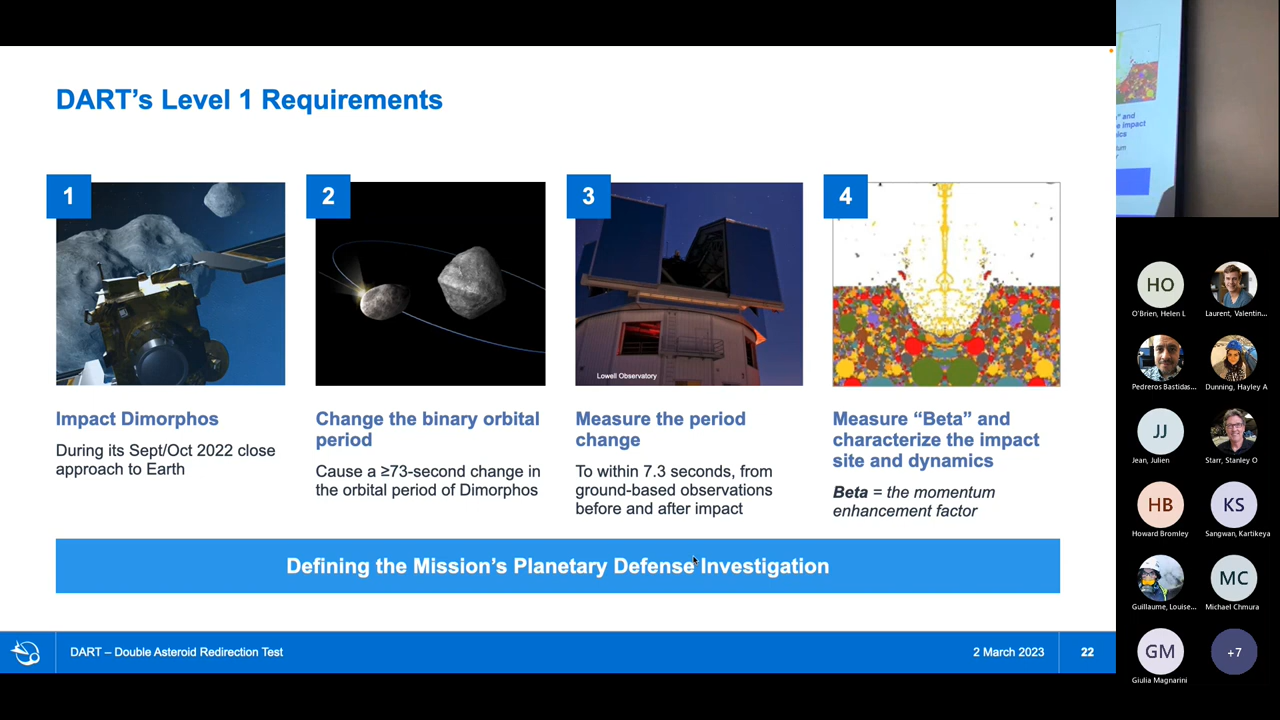 DART’s Level 1 Requirements
1
2
3
4
Lowell Observatory
Impact Dimorphos
During its Sept/Oct 2022 close
approach to Earth
Change the binary orbital
period
Cause a ≥73-second change in
the orbital period of Dimorphos
Measure the period
change
To within 7.3 seconds, from
ground-based observations
before and after impact
Measure “Beta” and
characterize the impact
site and dynamics
Beta = the momentum
enhancement factor
Defining the Mission’s Planetary Defense Investigation
DART – Double Asteroid Redirection Test
2 March 2023
22
and
impact
HO
O'Brien, Helen L
Laurent, Valentin...
Pedreros Bastidas...
Dunning, Hayley A
JJ
Jean, Julien
Starr, Stanley O
HB
Howard Bromley
KS
Sangwan, Kartikeya
Guillaume, Louise...
MC
Michael Chmura
GM
Giulia Magnarini
+7